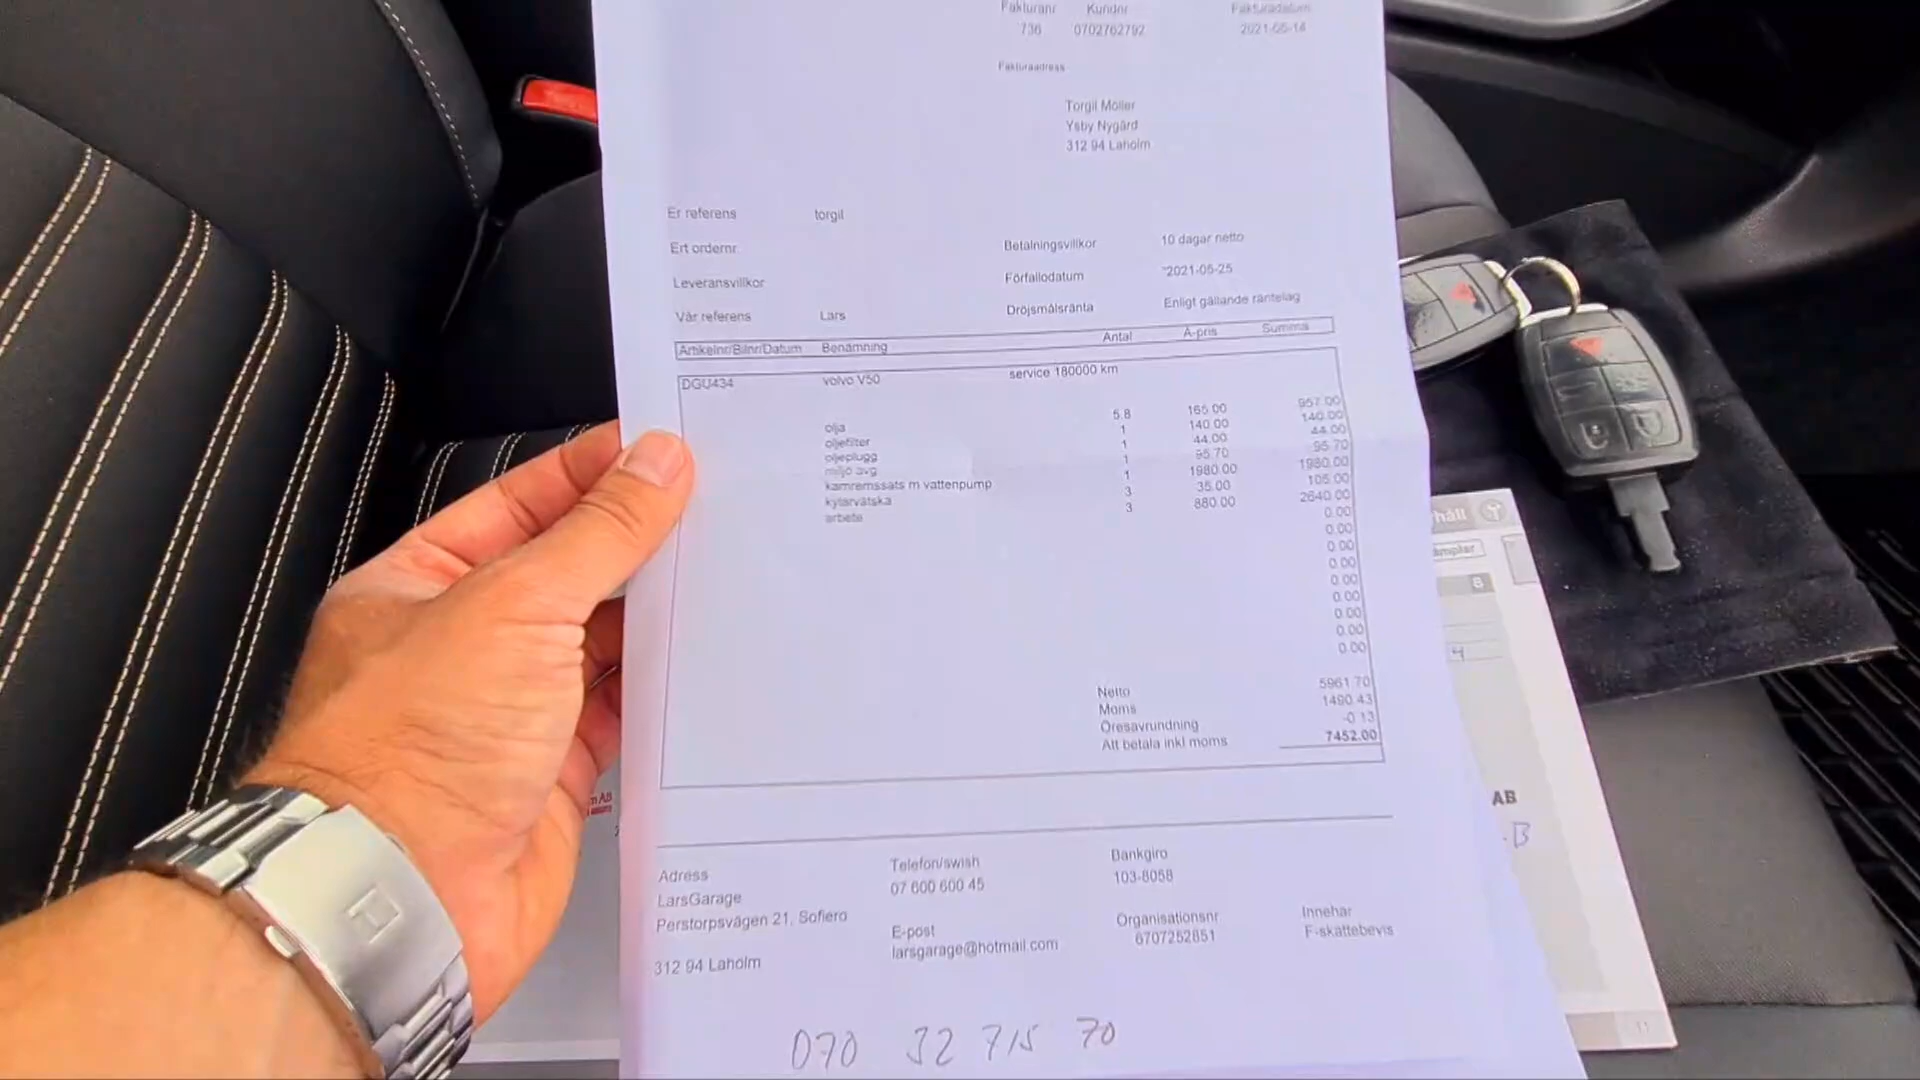 Fakturanr Kundnr Fakturadatum
736 0702762792 2021-05-14
Fakturaadress
Torgil Möller
Ysby Nygård
312 94 Laholm
Er referens torgil
Ert ordernr.
Betalningsvillkor 10 dagar netto
Leveransvillkor
Förfallodatum 2021-05-25
Vår referens Lars
Dröjsmålsränta Enligt gällande räntelag
Artikelnr/Bilnr/Datum Benämning Antal A-pris Summa
DGU434 volvo V50 service 180000 km
olja 5.8 165.00 957.00
oljefilter 1 140.00 140.00
oljeplugg 1 44.00 44.00
miljö avg 1 95.70 95.70
kamremssats m vattenpump 1 1980.00 1980.00
kylarvätska 3 35.00 105.00
arbete 3 880.00 2640.00
0.00
0.00
0.00
0.00
0.00
0.00
0.00
0.00
0.00
Netto 5961.70
Moms 1490.43
Öresavrundning -0.13
Att betala inkl moms 7452.00
Adress
LarsGarage
Perstorpsvägen 21, Sofiero
312 94 Laholm
Telefon/swish
07 600 600 45
E-post
larsgarage@hotmail.com
Bankgiro
103-8058
Organisationsnr
6707252851
Innehar
F-skattebevis
070 32 715 70
AB
B
4
11